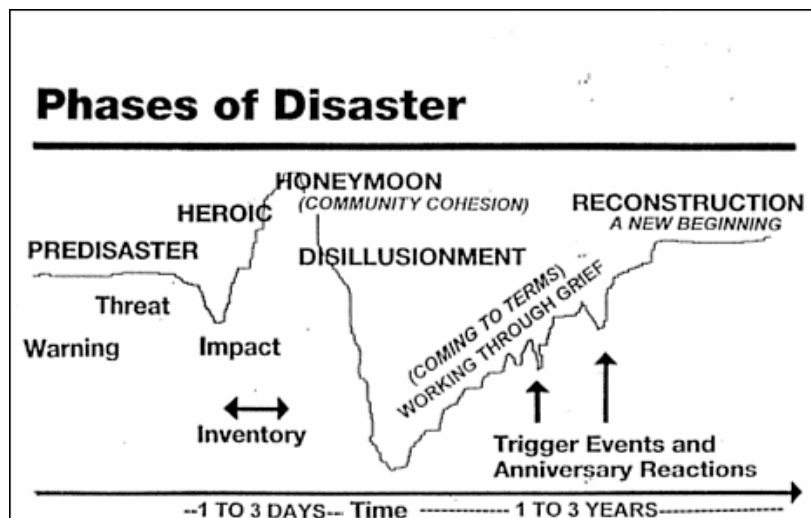 Phases of Disaster
HONEYMOON
(COMMUNITY COHESION)
HEROIC
RECONSTRUCTION
A NEW BEGINNING
PREDISASTER
DISILLUSIONMENT
Threat
Warning
Impact
(COMING TO TERMS)
WORKING THROUGH GRIEF
Inventory
Trigger Events and
Anniversary Reactions
--1 TO 3 DAYS-- Time ----------- 1 TO 3 YEARS---------------